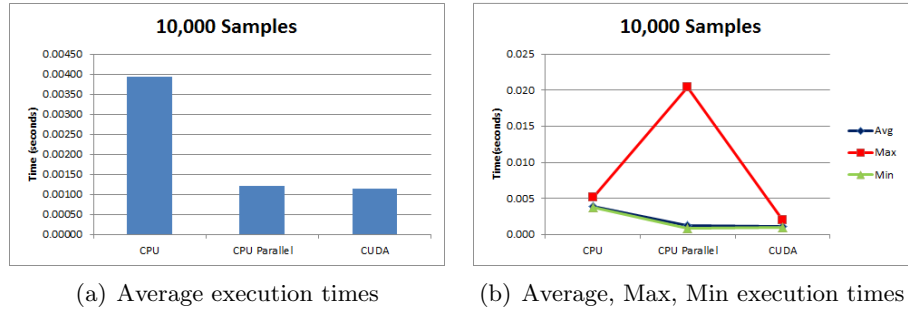 10,000 Samples
Time (seconds)
0.00450
0.00400
0.00350
0.00300
0.00250
0.00200
0.00150
0.00100
0.00050
0.00000
CPU CPU Parallel CUDA
(a) Average execution times
10,000 Samples
Time(seconds)
0.025
0.020
0.015
0.010
0.005
0.000
CPU CPU Parallel CUDA
Avg
Max
Min
(b) Average, Max, Min execution times